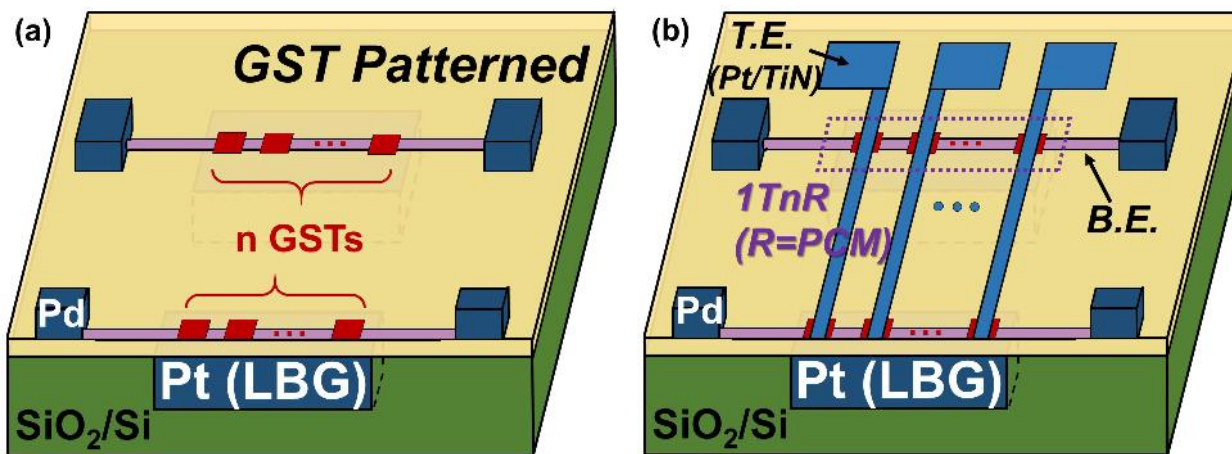 (a)
GST Patterned
n GSTs
Pd
Pt (LBG)
SiO₂/Si
(b)
T.E.
(Pt/TiN)
1TnR
(R=PCM)
B.E.
Pd
Pt (LBG)
SiO₂/Si